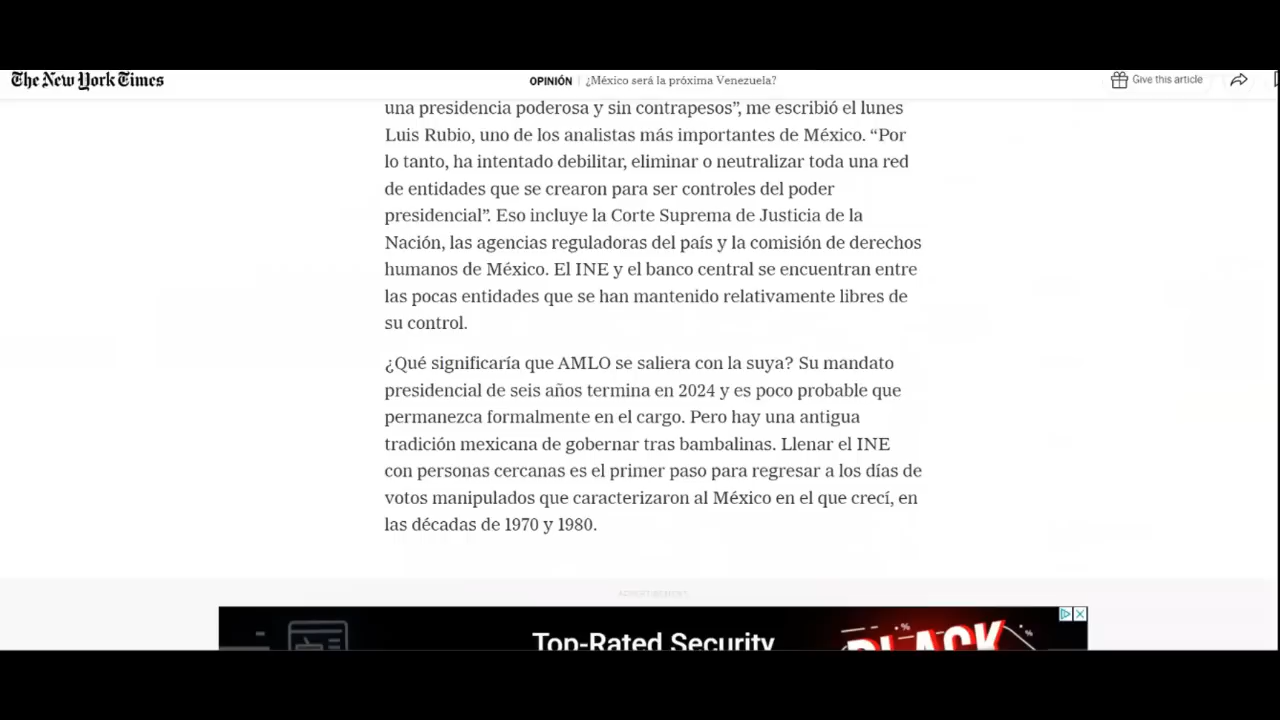 The New York Times
OPINIÓN | ¿México será la próxima Venezuela?
Give this article
una presidencia poderosa y sin contrapesos”, me escribió el lunes
Luis Rubio, uno de los analistas más importantes de México. “Por
lo tanto, ha intentado debilitar, eliminar o neutralizar toda una red
de entidades que se crearon para ser controles del poder
presidencial”. Eso incluye la Corte Suprema de Justicia de la
Nación, las agencias reguladoras del país y la comisión de derechos
humanos de México. El INE y el banco central se encuentran entre
las pocas entidades que se han mantenido relativamente libres de
su control.
¿Qué significaría que AMLO se saliera con la suya? Su mandato
presidencial de seis años termina en 2024 y es poco probable que
permanezca formalmente en el cargo. Pero hay una antigua
tradición mexicana de gobernar tras bambalinas. Llenar el INE
con personas cercanas es el primer paso para regresar a los días de
votos manipulados que caracterizaron al México en el que crecí, en
las décadas de 1970 y 1980.
ADVERTISEMENT
Top-Rated Security
BLACK